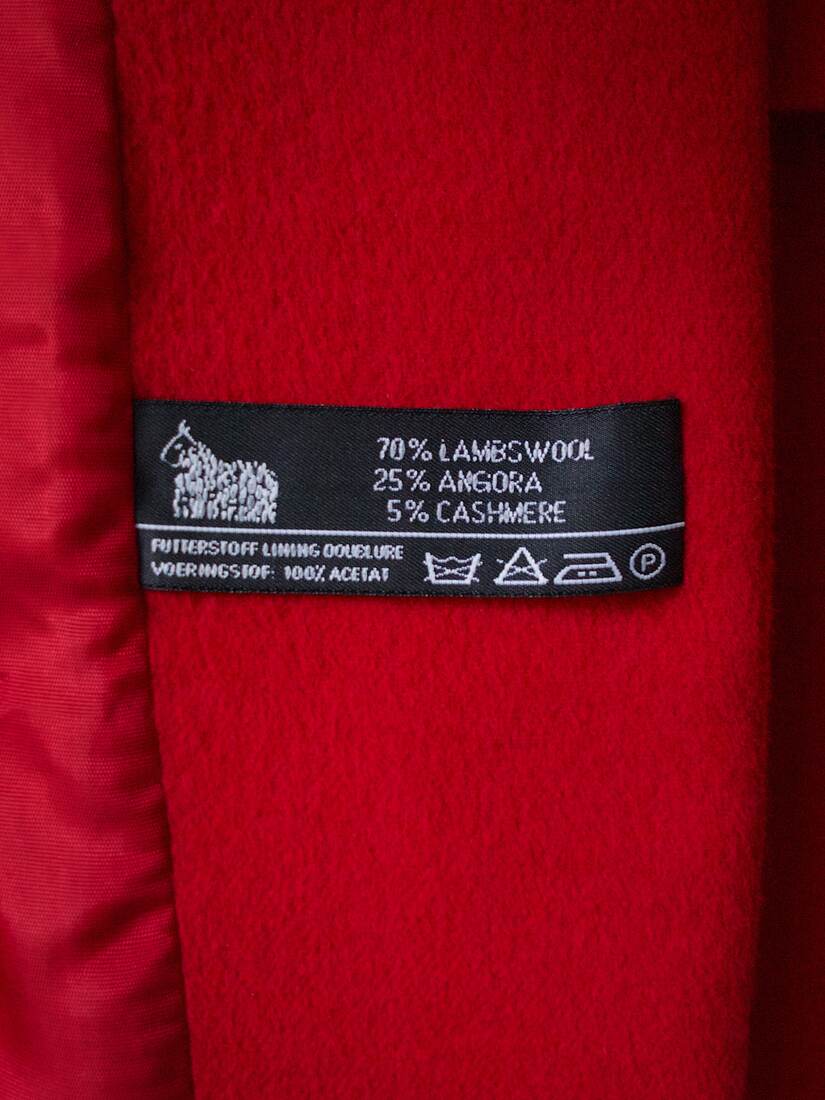 70% LAMBSWOOL
25% ANGORA
5% CASHMERE
FUTTERSTOFF LINING DOUBLURE
VOERINGSTOF: 100% ACETAT
P